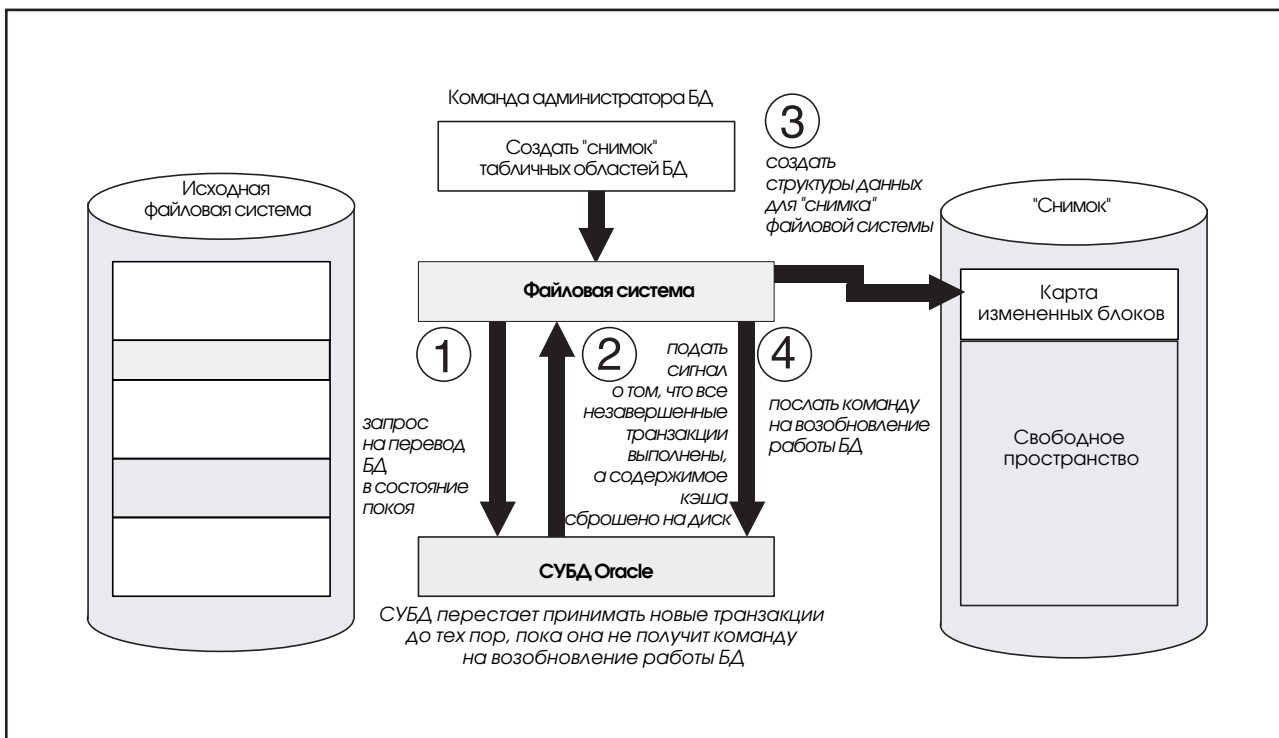 Команда администратора БД
Создать "снимок"
табличных областей БД
3
создать
структуры данных
для "снимка"
файловой системы
Исходная
файловая система
"Снимок"
Файловая система
Карта
измененных блоков
1
запрос
на перевод
БД
в состояние
покоя
2
подать
сигнал
о том, что все
незавершенные
транзакции
выполнены,
а содержимое
кэша
сброшено на диск
4
послать команду
на возобновление
работы БД
Свободное
пространство
СУБД Oracle
СУБД перестает принимать новые транзакции
до тех пор, пока она не получит команду
на возобновление работы БД